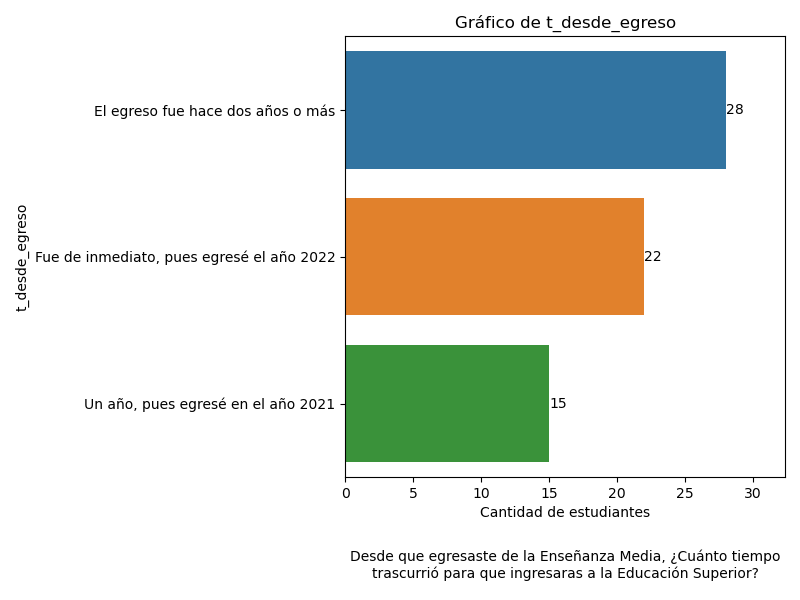 Gráfico de t_desde_egreso
t_desde_egreso
El egreso fue hace dos años o más
28
Fue de inmediato, pues egresé el año 2022
22
Un año, pues egresé en el año 2021
15
0 5 10 15 20 25 30
Cantidad de estudiantes
Desde que egresaste de la Enseñanza Media, ¿Cuánto tiempo
trascurrió para que ingresaras a la Educación Superior?